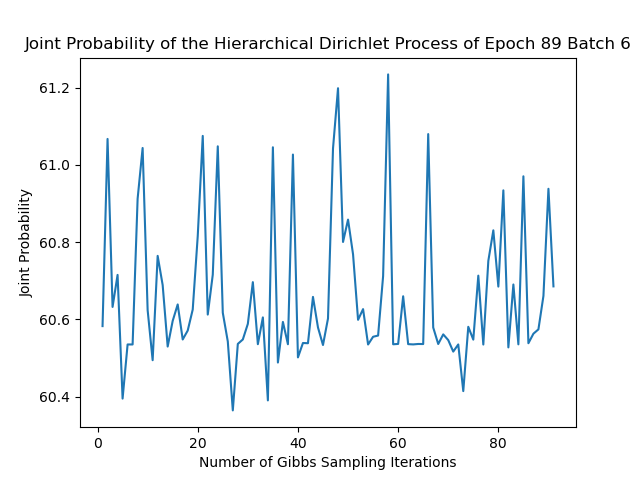 Joint Probability of the Hierarchical Dirichlet Process of Epoch 89 Batch 6
61.2
61.0
60.8
60.6
60.4
Joint Probability
0 20 40 60 80
Number of Gibbs Sampling Iterations